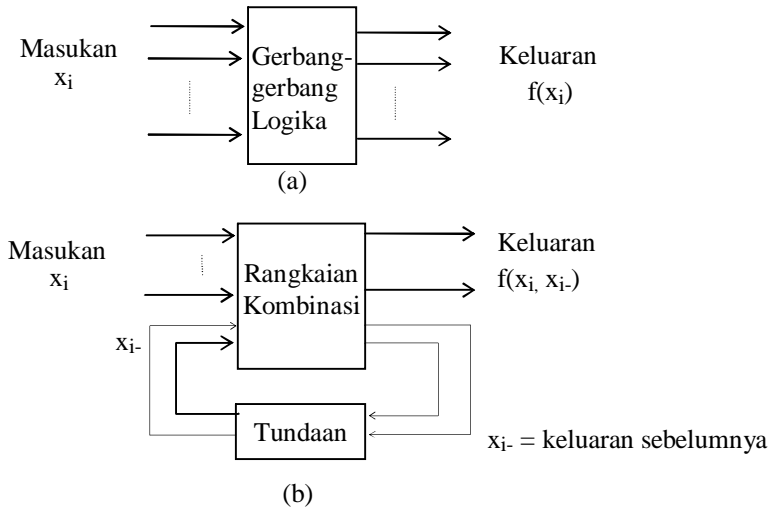 Masukan
xi
Gerbang-
gerbang
Logika
Keluaran
f(xi)
(a)
Masukan
xi
Rangkaian
Kombinasi
Keluaran
f(xi, xi-)
xi-
Tundaan
xi- = keluaran sebelumnya
(b)